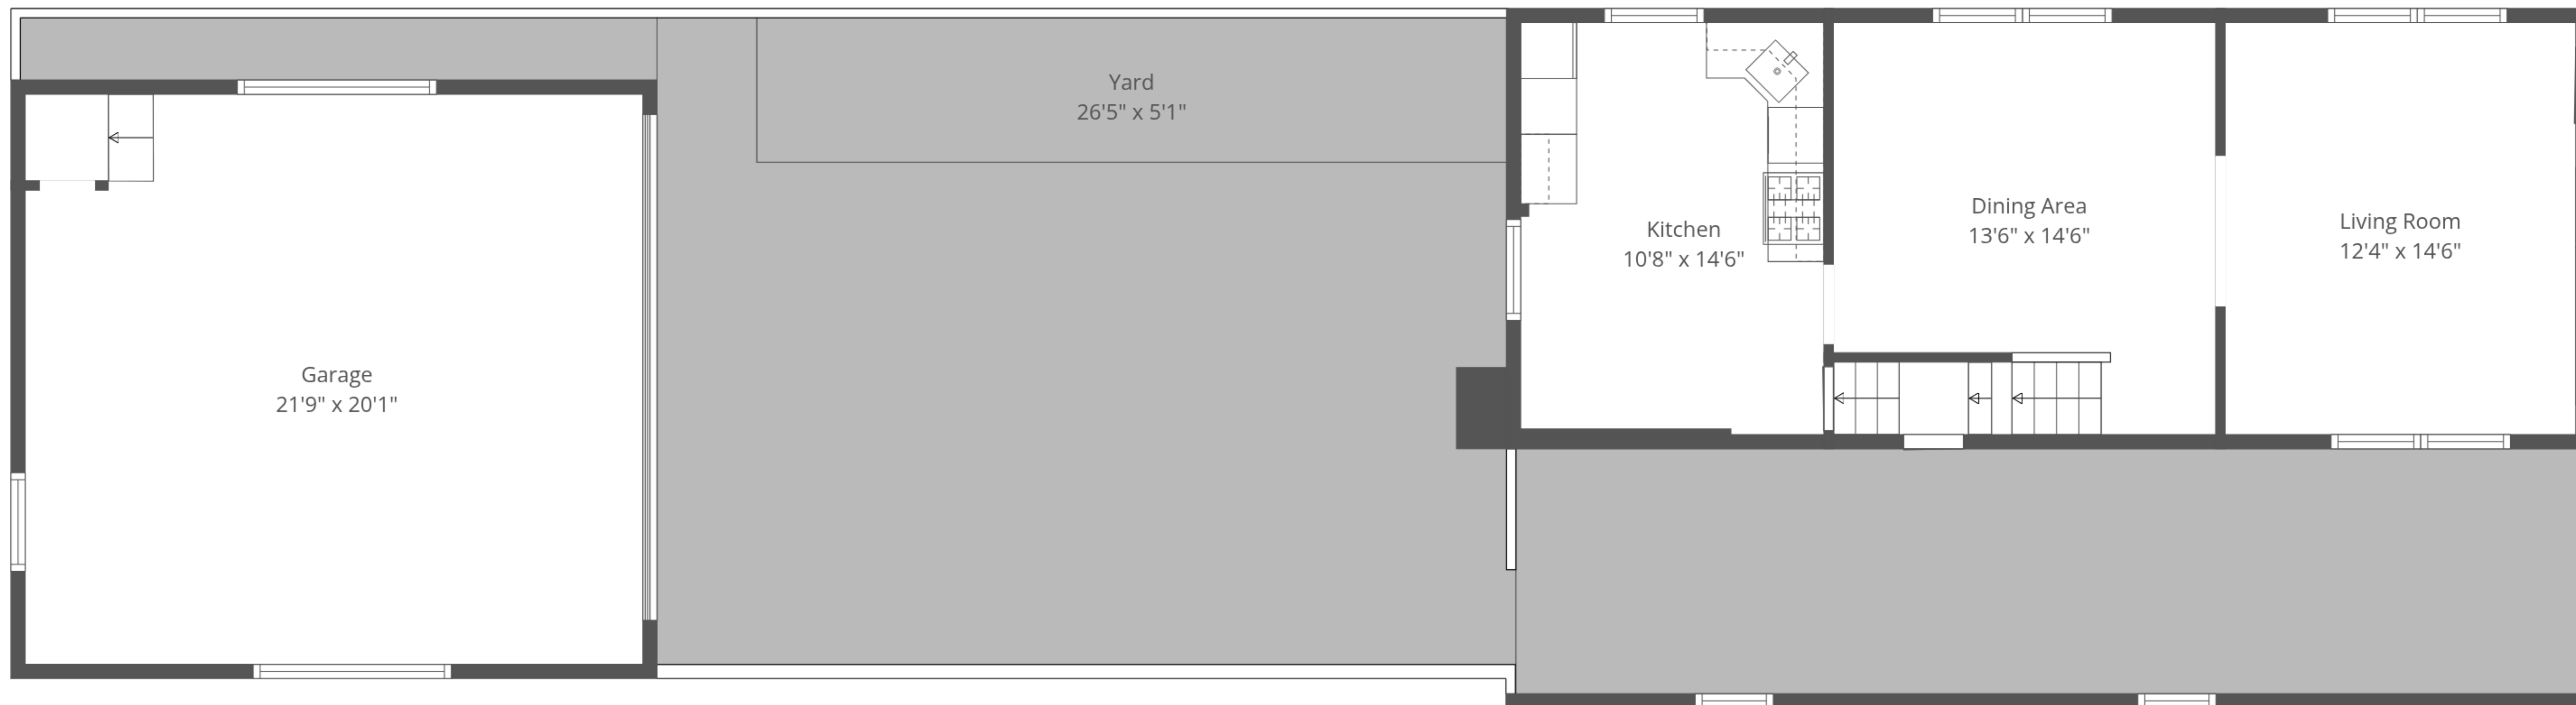 Yard
26'5" x 5'1"
Kitchen
10'8" x 14'6"
Dining Area
13'6" x 14'6"
Living Room
12'4" x 14'6"
Garage
21'9" x 20'1"